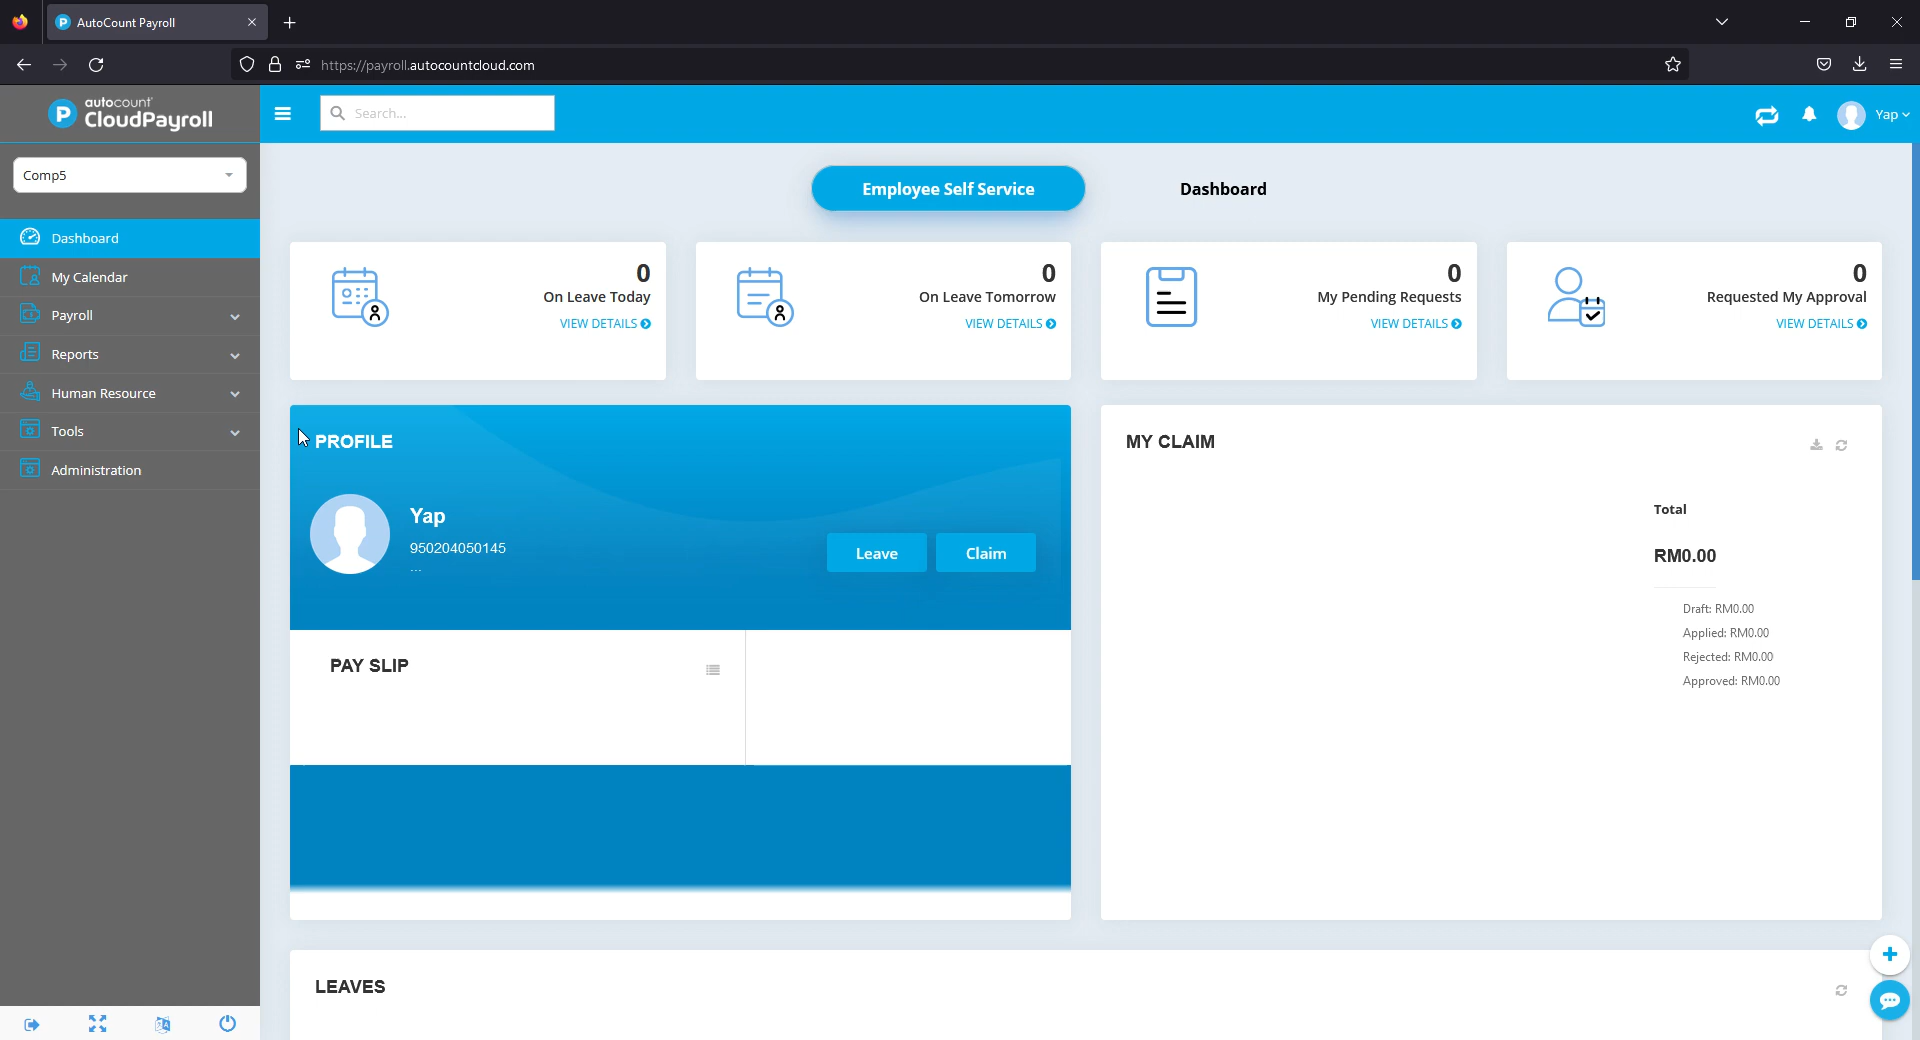 AutoCount Payroll
https://payroll.autocountcloud.com
autocount
CloudPayroll
Search...
Yap
Comp5
Employee Self Service
Dashboard
Dashboard
My Calendar
Payroll
Reports
Human Resource
Tools
Administration
0
On Leave Today
VIEW DETAILS
0
On Leave Tomorrow
VIEW DETAILS
0
My Pending Requests
VIEW DETAILS
0
Requested My Approval
VIEW DETAILS
PROFILE
Yap
950204050145
...
Leave
Claim
PAY SLIP
MY CLAIM
Total
RM0.00
Draft: RM0.00
Applied: RM0.00
Rejected: RM0.00
Approved: RM0.00
LEAVES